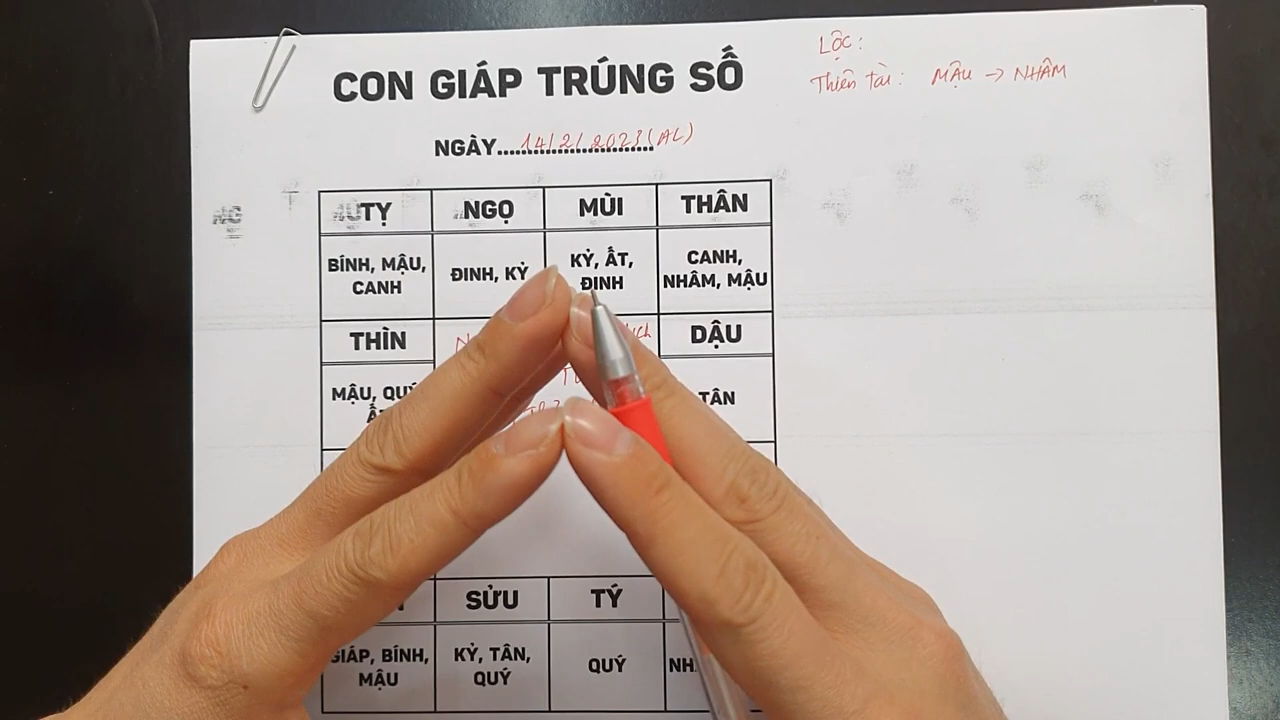 CON GIÁP TRÚNG SỐ
LỘC:
Thiên tài: MẬU → NHÂM
NGÀY 14/2/2023 (AL)
TỴ NGỌ MÙI THÂN
BÍNH, MẬU, CANH
ĐINH, KỶ
KỶ, ẤT, ĐINH
CANH, NHÂM, MẬU
THÌN DẬU
MẬU,
TÂN
SỬU TÝ
GIÁP, BÍNH, MẬU
KỶ, TÂN, QUÝ
QUÝ